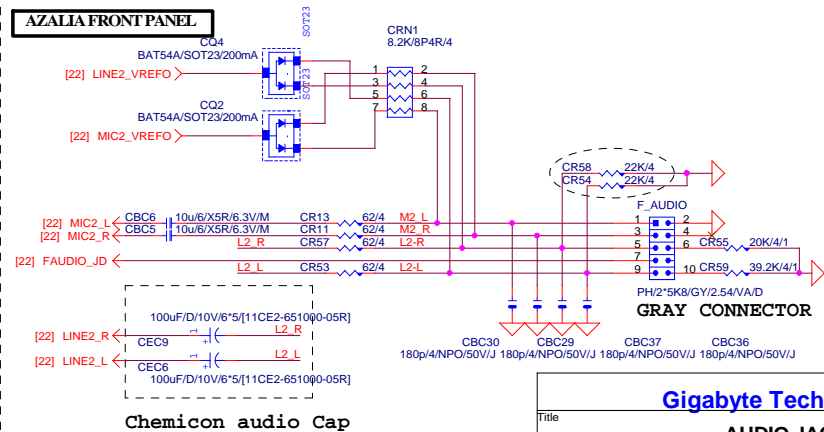 AZALIA FRONT PANEL
SOT23
CQ4
BAT54A/SOT23/200mA
CRN1
8.2K/8P4R/4
[22] LINE2_VREFO
SOT23
1 2
3 4
5 6
7 8
CQ2
BAT54A/SOT23/200mA
[22] MIC2_VREFO
CR58 22K/4
CR54 22K/4
F_AUDIO
[22] MIC2_L CBC6 10u/6/X5R/6.3V/M CR13 62/4 M2_L 1 2
[22] MIC2_R CBC5 10u/6/X5R/6.3V/M CR11 62/4 M2_R 3 4
L2_R CR57 62/4 L2-R 5 6 CR55 20K/4/1
[22] FAUDIO_JD 7
L2_L CR53 62/4 L2-L 9 10 CR59 39.2K/4/1
PH/2*5K8/GY/2.54/VA/D
GRAY CONNECTOR
100uF/D/10V/6*5/[11CE2-651000-05R]
[22] LINE2_R 1 + L2_R
CEC9
[22] LINE2_L 1 + L2_L
CEC6
100uF/D/10V/6*5/[11CE2-651000-05R]
CBC30 CBC29 CBC37 CBC36
180p/4/NPO/50V/J 180p/4/NPO/50V/J 180p/4/NPO/50V/J 180p/4/NPO/50V/J
Chemicon audio Cap
Gigabyte Tech
Title
AUDIO JAC